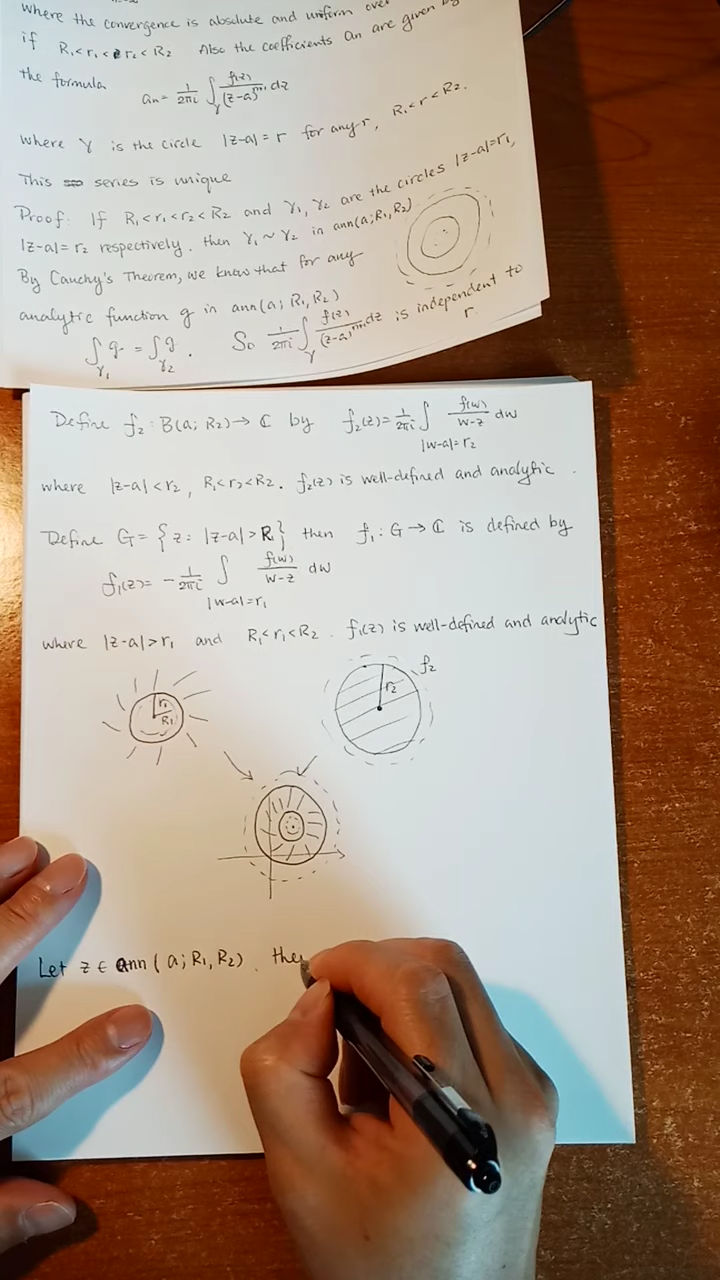 where the convergence is absolute and uniform over
if R₁<r₁<r₂<R₂ Also the coefficients an are given by
the formula
an = 1/2πi ∫_γ f(z)/(z-a)ⁿ⁺¹ dz
where γ is the circle |z-a| = r for any r, R₁<r<R₂.
This series is unique
Proof: If R₁<r₁<r₂<R₂ and γ₁, γ₂ are the circles |z-a|=r₁,
|z-a|=r₂ respectively. then γ₁ ~ γ₂ in ann(a;R₁,R₂)
By Cauchy's Theorem, we know that for any
analytic function g in ann(a; R₁, R₂)
∫_γ₁ g = ∫_γ₂ g. So 1/2πi ∫_γ f(z)/(z-a)ⁿ⁺¹ dz is independent to
r.
Define f₂: B(a; R₂) → ℂ by f₂(z) = 1/2πi ∫_|w-a|=r₂ f(w)/w-z dw
where |z-a|<r₂, R₁<r₂<R₂. f₂(z) is well-defined and analytic.
Define G = {z: |z-a|>R₁} then f₁: G → ℂ is defined by
f₁(z) = -1/2πi ∫_|w-a|=r₁ f(w)/w-z dw
where |z-a|>r₁ and R₁<r₁<R₂. f₁(z) is well-defined and analytic
r₁
R₁
r₂
f₂
Let z ∈ ann(a; R₁, R₂). then